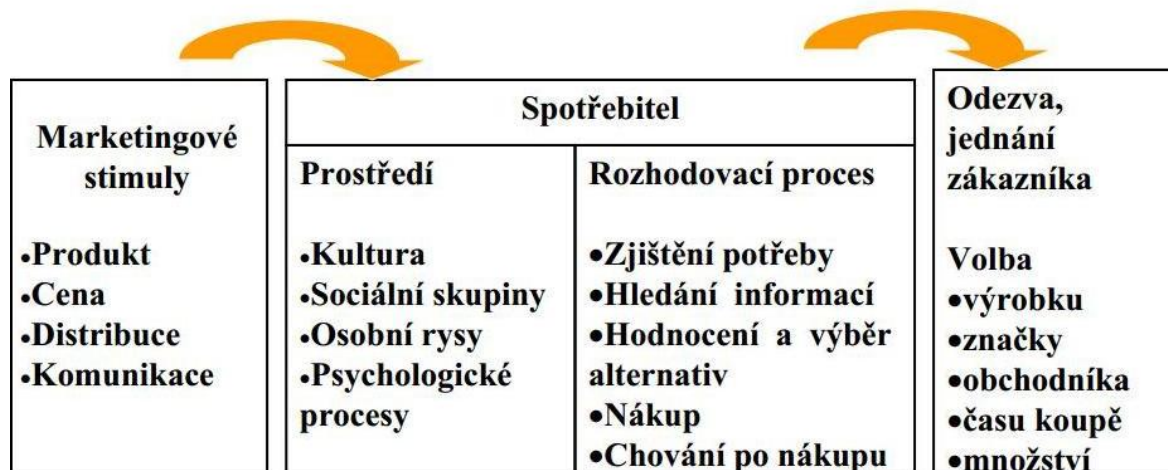 Marketingové
stimuly
•Produkt
•Cena
•Distribuce
•Komunikace
Spotřebitel
Prostředí
•Kultura
•Sociální skupiny
•Osobní rysy
•Psychologické
procesy
Rozhodovací proces
•Zjištění potřeby
•Hledání informací
•Hodnocení a výběr
alternativ
•Nákup
•Chování po nákupu
Odezva,
jednání
zákazníka
Volba
•výrobku
•značky
•obchodníka
•času koupě
•množství